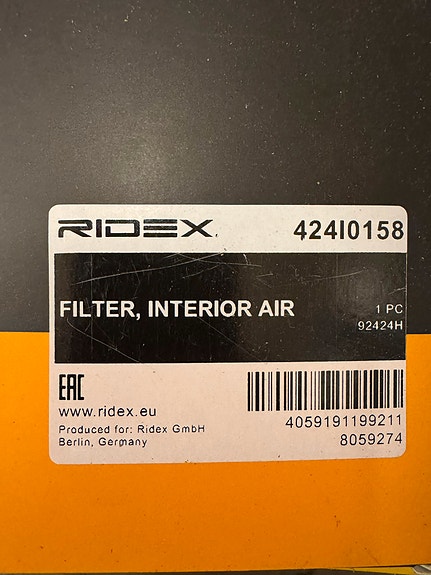 RIDEX 424I0158
FILTER, INTERIOR AIR
1 PC
92424H
EAC
www.ridex.eu
Produced for: Ridex GmbH
Berlin, Germany
4059191199211
8059274